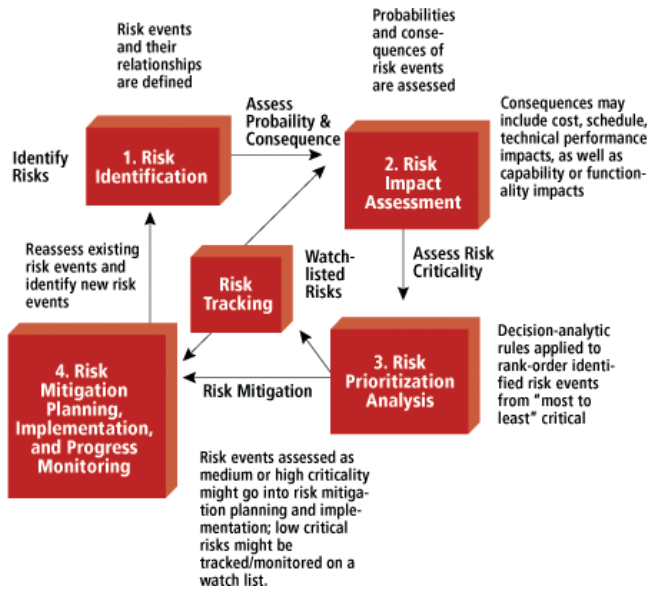 Risk events
and their
relationships
are defined
Probabilities
and conse-
quences of
risk events
are assessed
Assess
Probaility &
Consequence
Consequences may
include cost, schedule,
technical performance
impacts, as well as
capability or function-
ality impacts
Identify
Risks
1. Risk
Identification
2. Risk
Impact
Assessment
Reassess existing
risk events and
identify new risk
events
Risk
Tracking
Watch-
listed
Risks
Assess Risk
Criticality
4. Risk
Mitigation
Planning,
Implementation,
and Progress
Monitoring
Risk Mitigation
3. Risk
Prioritization
Analysis
Decision-analytic
rules applied to
rank-order identi-
fied risk events
from “most to
least” critical
Risk events assessed as
medium or high criticality
might go into risk mitiga-
tion planning and imple-
mentation; low critical
risks might be
tracked/monitored on a
watch list.